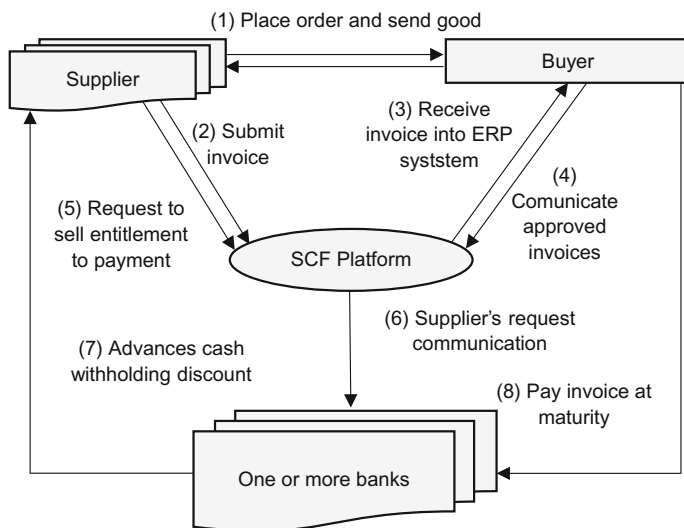 (1) Place order and send good
Supplier
Buyer
(2) Submit
invoice
(3) Receive
invoice into ERP
syststem
(4)
Comunicate
approved
invoices
(5) Request to
sell entitlement
to payment
SCF Platform
(6) Supplier's request
communication
(7) Advances cash
withholding discount
(8) Pay invoice at
maturity
One or more banks